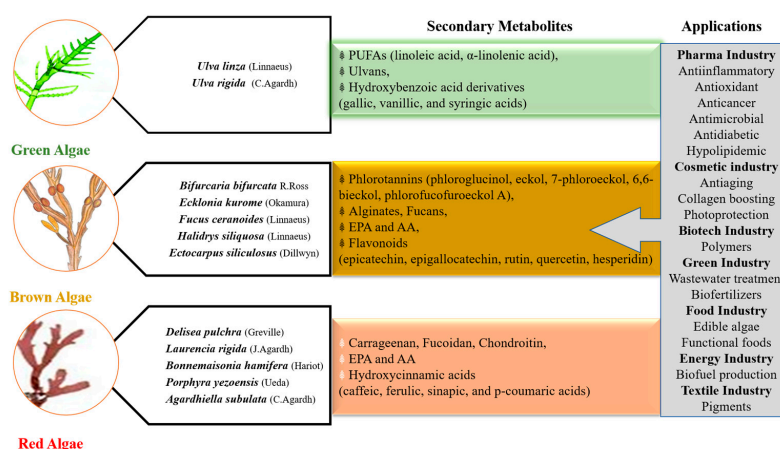 Secondary Metabolites
Applications
Ulva linza (Linnaeus)
Ulva rigida (C.Agardh)
Green Algae
PUFAs (linoleic acid, α-linolenic acid),
Ulvans,
Hydroxybenzoic acid derivatives
(gallic, vanillic, and syringic acids)
Bifurcaria bifurcata R.Ross
Ecklonia kurome (Okamura)
Fucus ceranoides (Linnaeus)
Halidrys siliquosa (Linnaeus)
Ectocarpus siliculosus (Dillwyn)
Brown Algae
Phlorotannins (phloroglucinol, eckol, 7-phloroeckol, 6,6-
bieckol, phlorofucofuroeckol A),
Alginates, Fucans,
EPA and AA,
Flavonoids
(epicatechin, epigallocatechin, rutin, quercetin, hesperidin)
Delisea pulchra (Greville)
Laurencia rigida (J.Agardh)
Bonnemaisonia hamifera (Hariot)
Porphyra yezoensis (Ueda)
Agardhiella subulata (C.Agardh)
Red Algae
Carrageenan, Fucoidan, Chondroitin,
EPA and AA
Hydroxycinnamic acids
(caffeic, ferulic, sinapic, and p-coumaric acids)
Pharma Industry
Antiinflammatory
Antioxidant
Anticancer
Antimicrobial
Antidiabetic
Hypolipidemic
Cosmetic industry
Antiaging
Collagen boosting
Photoprotection
Biotech Industry
Polymers
Green Industry
Wastewater treatmen
Biofertilizers
Food Industry
Edible algae
Functional foods
Energy Industry
Biofuel production
Textile Industry
Pigments